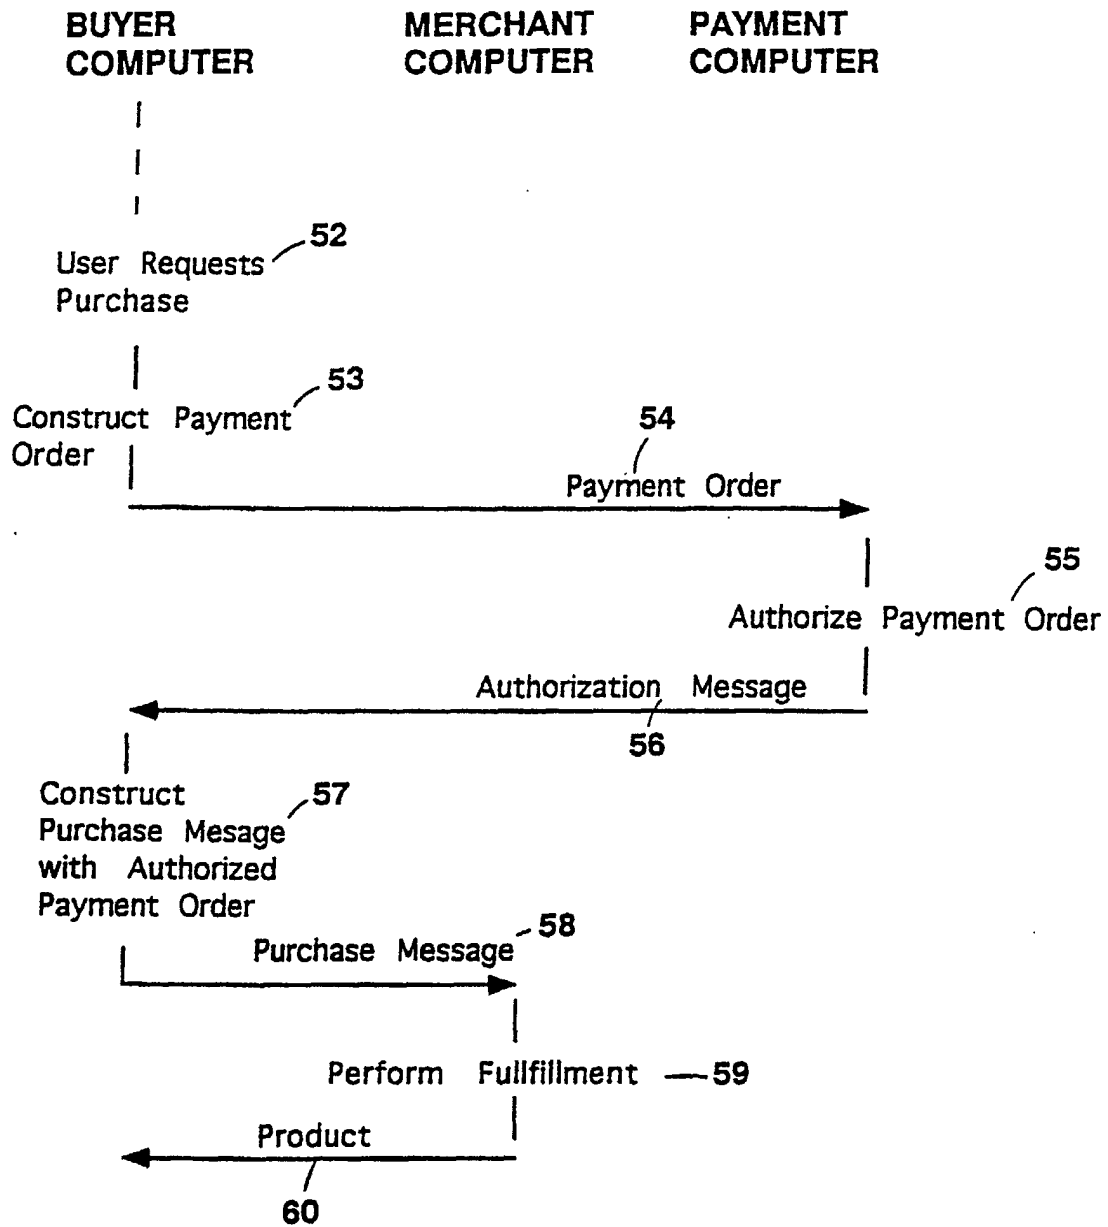 BUYER COMPUTER
MERCHANT COMPUTER
PAYMENT COMPUTER
52
User Requests
Purchase
53
Construct Payment
Order
54
Payment Order
55
Authorize Payment Order
Authorization Message
56
Construct
57
Purchase Mesage
with Authorized
Payment Order
58
Purchase Message
Perform Fullfillment
59
Product
60